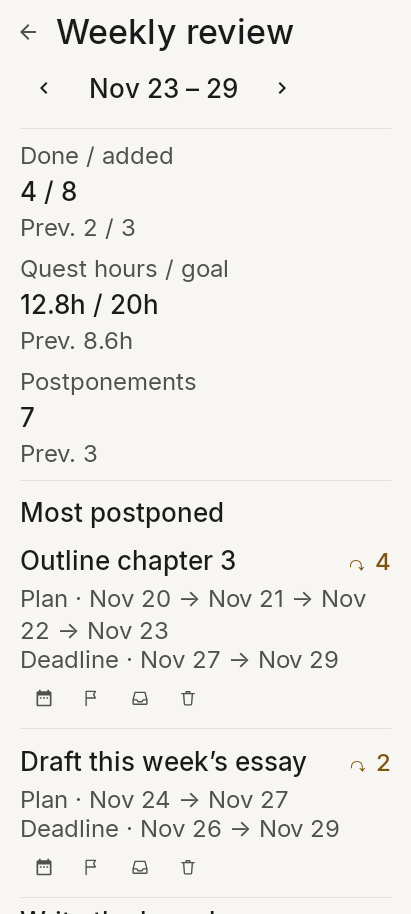 Weekly review
Nov 23 – 29
Done / added
4 / 8
Prev. 2 / 3
Quest hours / goal
12.8h / 20h
Prev. 8.6h
Postponements
7
Prev. 3
Most postponed
Outline chapter 3 4
Plan · Nov 20 → Nov 21 → Nov
22 → Nov 23
Deadline · Nov 27 → Nov 29
Draft this week’s essay 2
Plan · Nov 24 → Nov 27
Deadline · Nov 26 → Nov 29